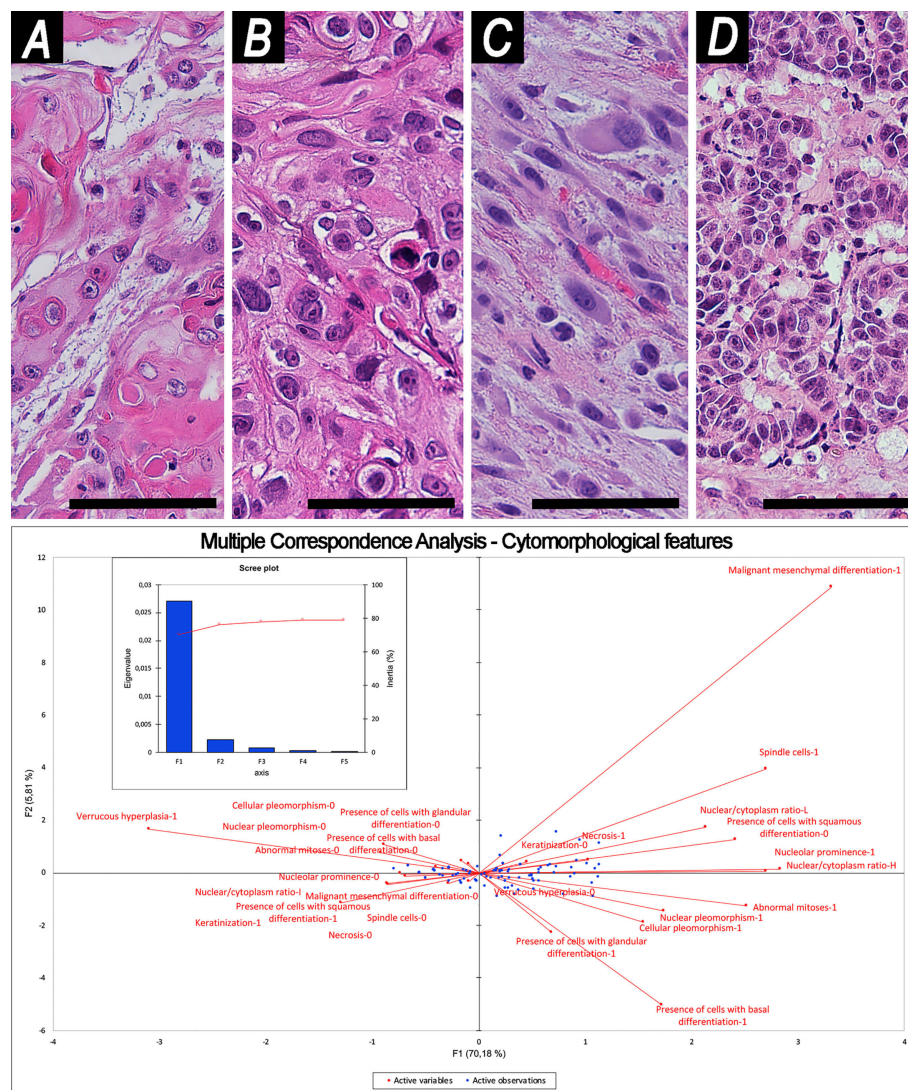 A
B
C
D
Multiple Correspondence Analysis - Cytomorphological features
Scree plot
0,03
0,025
0,02
0,015
0,01
0,005
0
100
80
60
40
20
0
Eigenvalue
Inertia (%)
F1 F2 F3 F4 F5
axis
12
10
8
6
4
2
0
-2
-4
-6
F2 (5,81 %)
Malignant mesenchymal differentiation-1
Spindle cells-1
Nuclear/cytoplasm ratio-L
Presence of cells with squamous
differentiation-0
Necrosis-1
Keratinization-0
Nucleolar prominence-1
Nuclear/cytoplasm ratio-H
Verrucous hyperplasia-0
Abnormal mitoses-1
Nuclear pleomorphism-1
Cellular pleomorphism-1
Presence of cells with glandular
differentiation-1
Presence of cells with basal
differentiation-1
Cellular pleomorphism-0
Verrucous hyperplasia-1
Presence of cells with glandular
differentiation-0
Nuclear pleomorphism-0
Presence of cells with basal
differentiation-0
Abnormal mitoses-0
Nucleolar prominence-0
Nuclear/cytoplasm ratio-I
Malignant mesenchymal differentiation-0
Presence of cells with squamous
differentiation-1
Keratinization-1
Spindle cells-0
Necrosis-0
-4 -3 -2 -1 0 1 2 3 4
F1 (70,18 %)
Active variables
Active observations